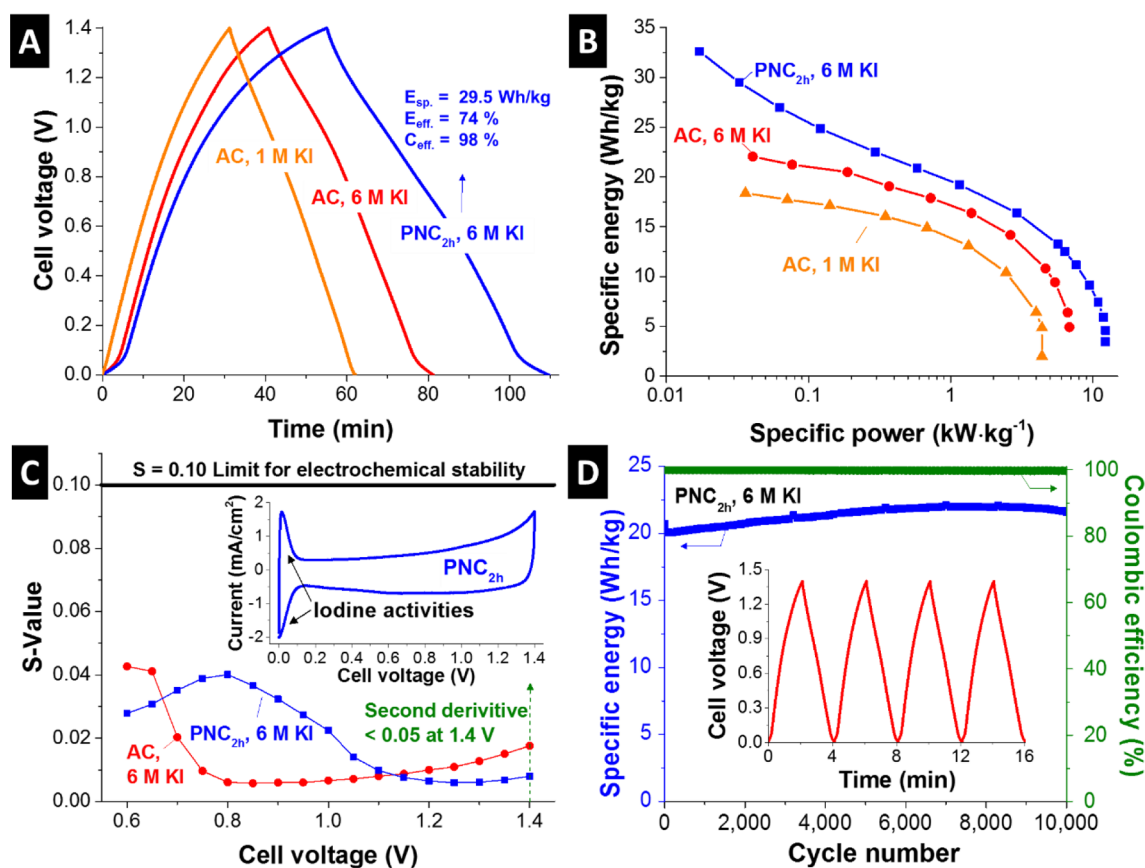 A
Cell voltage (V)
1.4
1.2
1.0
0.8
0.6
0.4
0.2
0.0
0
20
40
60
80
100
Time (min)
E_sp. = 29.5 Wh/kg
E_eff. = 74 %
C_eff. = 98 %
AC, 1 M KI
AC, 6 M KI
PNC_2h, 6 M KI
B
Specific energy (Wh/kg)
35
30
25
20
15
10
5
0
0.01
0.1
1
10
Specific power (kW·kg⁻¹)
PNC_2h, 6 M KI
AC, 6 M KI
AC, 1 M KI
C
S = 0.10 Limit for electrochemical stability
S-Value
0.10
0.08
0.06
0.04
0.02
0.00
0.6
0.8
1.0
1.2
1.4
Cell voltage (V)
Current (mA/cm²)
2
1
0
-1
-2
0.0
0.2
0.4
0.6
0.8
1.0
1.2
1.4
Cell voltage (V)
PNC_2h
Iodine activities
PNC_2h, 6 M KI
AC,
6 M KI
Second derivitive
< 0.05 at 1.4 V
D
Specific energy (Wh/kg)
25
20
15
10
5
0
PNC_2h, 6 M KI
Coulombic efficiency (%)
100
80
60
40
20
0
0
2,000
4,000
6,000
8,000
10,000
Cycle number
Cell voltage (V)
1.5
1.2
0.9
0.6
0.3
0.0
0
4
8
12
16
Time (min)